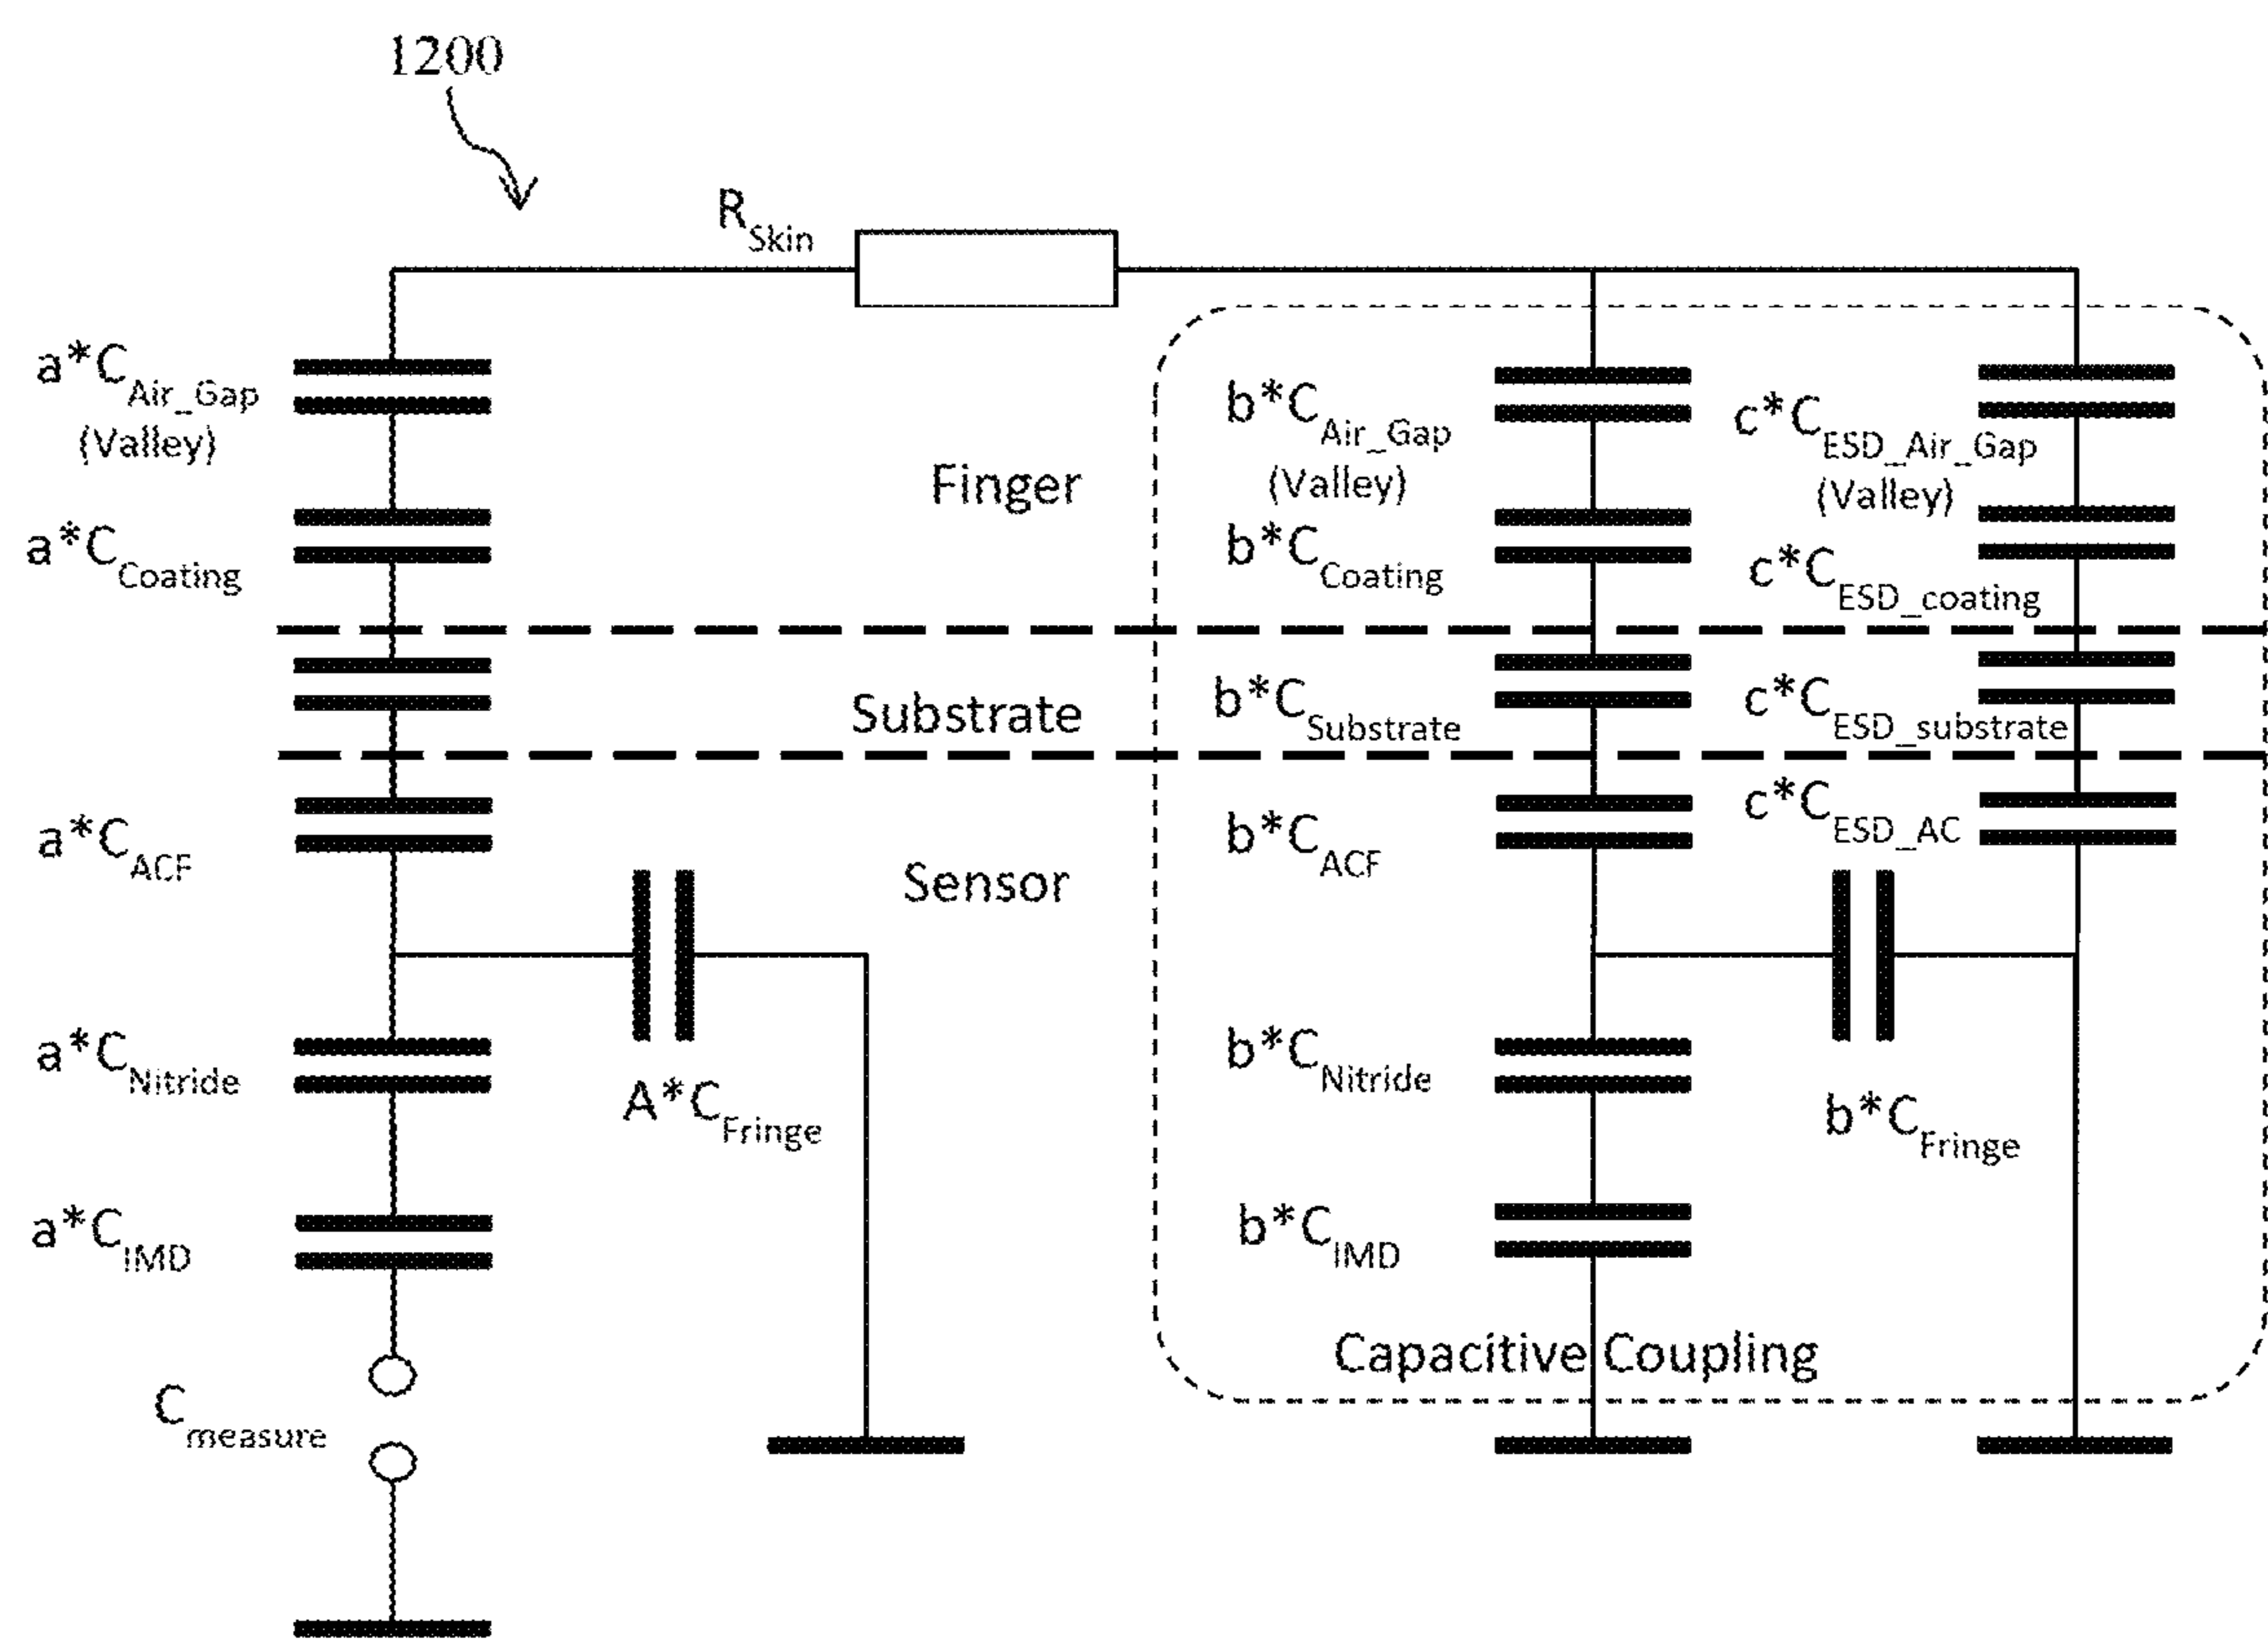 1200
R_Skin
a*C_Air_Gap
(Valley)
a*C_Coating
Finger
b*C_Air_Gap
(Valley)
b*C_Coating
c*C_ESD_Air_Gap
(Valley)
c*C_ESD_coating
Substrate
b*C_Substrate
c*C_ESD_substrate
a*C_ACF
Sensor
b*C_ACF
c*C_ESD_AC
a*C_Nitride
A*C_Fringe
b*C_Nitride
b*C_Fringe
a*C_IMD
b*C_IMD
Capacitive Coupling
C_measure